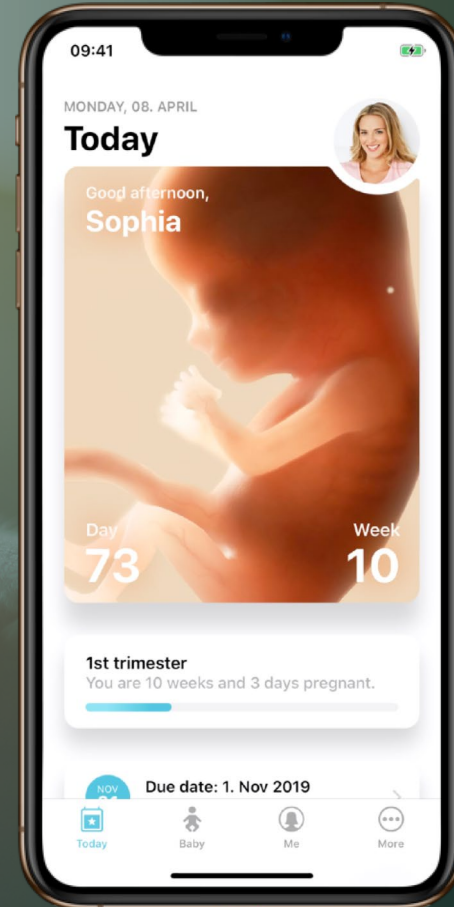 09:41
MONDAY, 08. APRIL
Today
Good afternoon,
Sophia
Day
Week
73
10
1st trimester
You are 10 weeks and 3 days pregnant.
NOV
Due date: 1. Nov 2019
Today
Baby
Me
More